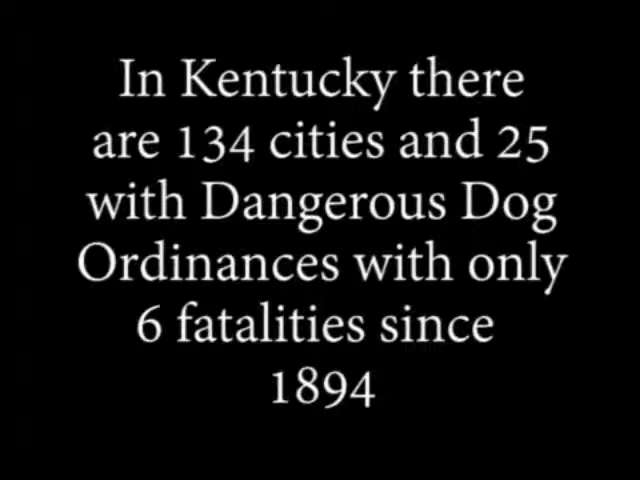 In Kentucky there
are 134 cities and 25
with Dangerous Dog
Ordinances with only
6 fatalities since
1894